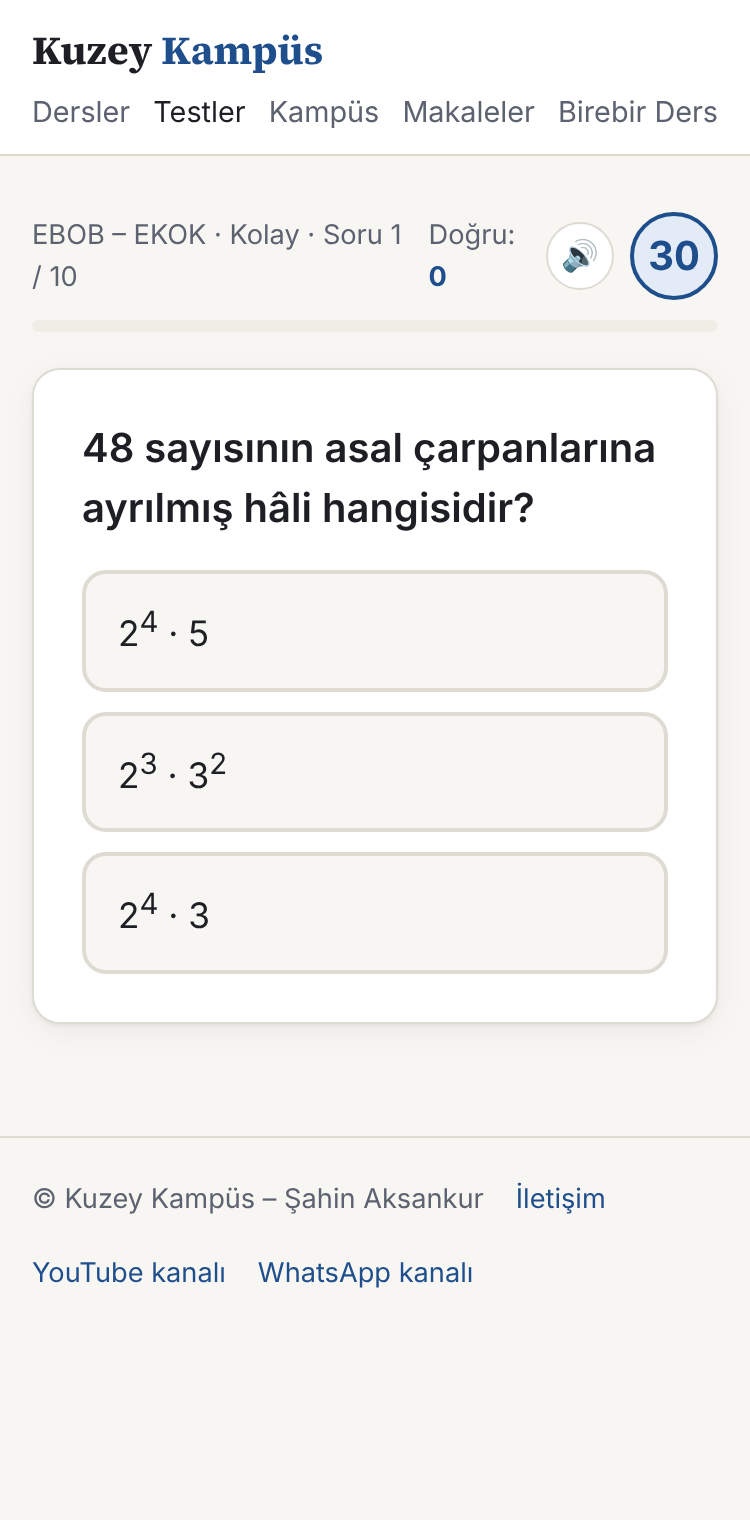 Kuzey Kampüs
Dersler Testler Kampüs Makaleler Birebir Ders
EBOB – EKOK · Kolay · Soru 1 / 10
Doğru: 0
30
48 sayısının asal çarpanlarına
ayrılmış hâli hangisidir?
2⁴ · 5
2³ · 3²
2⁴ · 3
© Kuzey Kampüs – Şahin Aksankur İletişim
YouTube kanalı WhatsApp kanalı